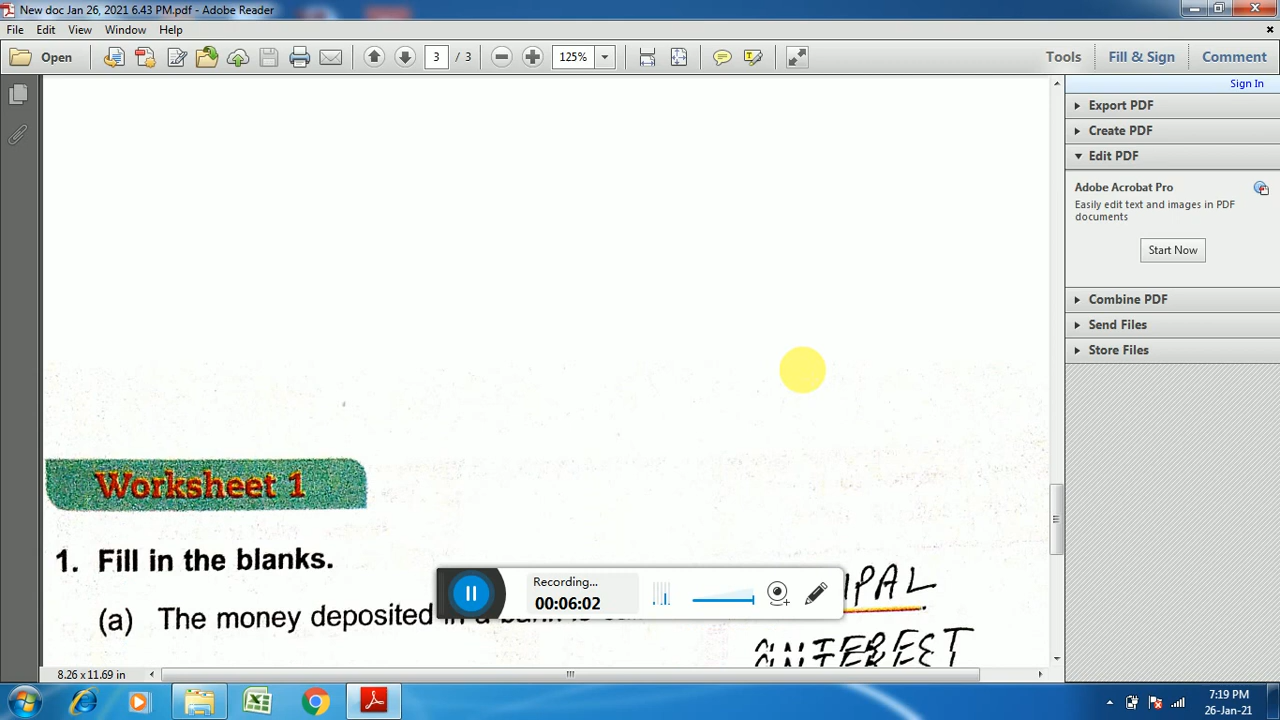 New doc Jan 26, 2021 6.43 PM.pdf - Adobe Reader
File Edit View Window Help
Open 3 / 3 125% Tools Fill & Sign Comment
Sign In
Export PDF
Create PDF
Edit PDF
Adobe Acrobat Pro
Easily edit text and images in PDF
documents
Start Now
Combine PDF
Send Files
Store Files
Worksheet 1
1. Fill in the blanks.
Recording...
00:06:02
IPAL
(a) The money deposited in a bank is
INTEREST
8.26 x 11.69 in
7:19 PM
26-Jan-21